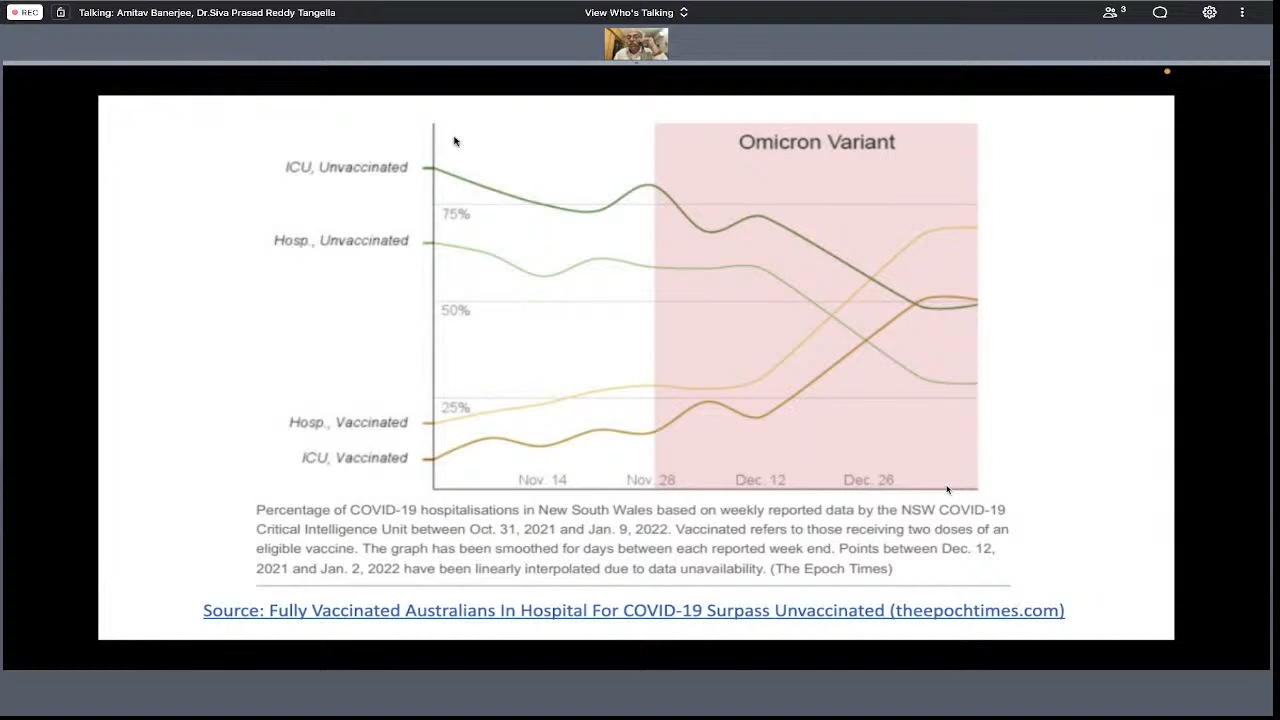 REC
Talking: Amitav Banerjee, Dr.Siva Prasad Reddy Tangella
View Who's Talking
3
Omicron Variant
ICU, Unvaccinated
75%
Hosp., Unvaccinated
50%
25%
Hosp., Vaccinated
ICU, Vaccinated
Nov. 14 Nov. 28 Dec. 12 Dec. 26
Percentage of COVID-19 hospitalisations in New South Wales based on weekly reported data by the NSW COVID-19
Critical Intelligence Unit between Oct. 31, 2021 and Jan. 9, 2022. Vaccinated refers to those receiving two doses of an
eligible vaccine. The graph has been smoothed for days between each reported week end. Points between Dec. 12,
2021 and Jan. 2, 2022 have been linearly interpolated due to data unavailability. (The Epoch Times)
Source: Fully Vaccinated Australians In Hospital For COVID-19 Surpass Unvaccinated (theepochtimes.com)